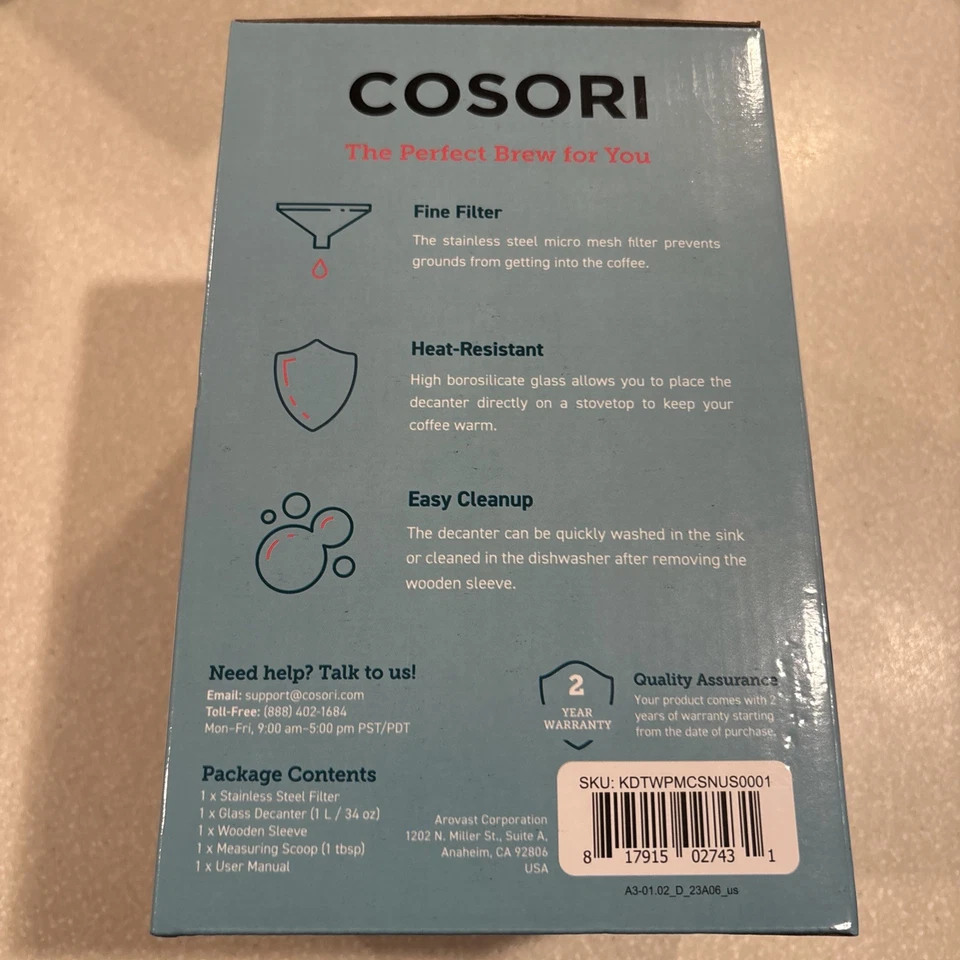 COSORI
The Perfect Brew for You
Fine Filter
The stainless steel micro mesh filter prevents
grounds from getting into the coffee.
Heat-Resistant
High borosilicate glass allows you to place the
decanter directly on a stovetop to keep your
coffee warm.
Easy Cleanup
The decanter can be quickly washed in the sink
or cleaned in the dishwasher after removing the
wooden sleeve.
Need help? Talk to us!
Email: support@cosori.com
Toll-Free: (888) 402-1684
Mon–Fri, 9:00 am–5:00 pm PST/PDT
2
YEAR
WARRANTY
Quality Assurance
Your product comes with 2
years of warranty starting
from the date of purchase.
Package Contents
1 x Stainless Steel Filter
1 x Glass Decanter (1 L / 34 oz)
1 x Wooden Sleeve
1 x Measuring Scoop (1 tbsp)
1 x User Manual
Arovast Corporation
1202 N. Miller St., Suite A,
Anaheim, CA 92806
USA
SKU: KDTWPMCSNUS0001
8 17915 02743 1
A3-01.02_D_23A06_us